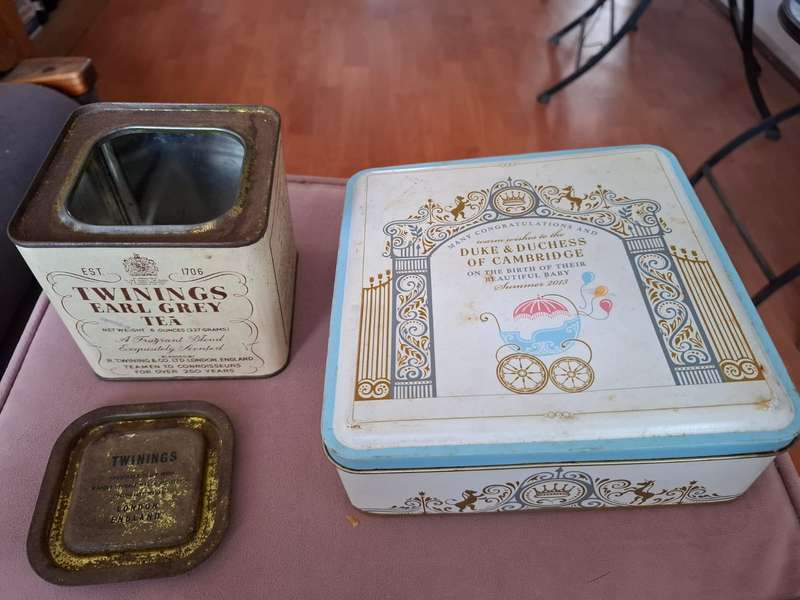 EST. 1706
TWININGS
EARL GREY
TEA
NET WEIGHT 8 OUNCES (227 GRAMS)
A Fragrant Blend
Exquisitely Scented
R. TWINING & CO. LTD. LONDON, ENGLAND
TEAMEN TO CONNOISSEURS
FOR OVER 250 YEARS
TWININGS
LONDON
ENGLAND
MANY CONGRATULATIONS AND
warm wishes to the
DUKE & DUCHESS
OF CAMBRIDGE
ON THE BIRTH OF THEIR
BEAUTIFUL BABY
Summer 2013